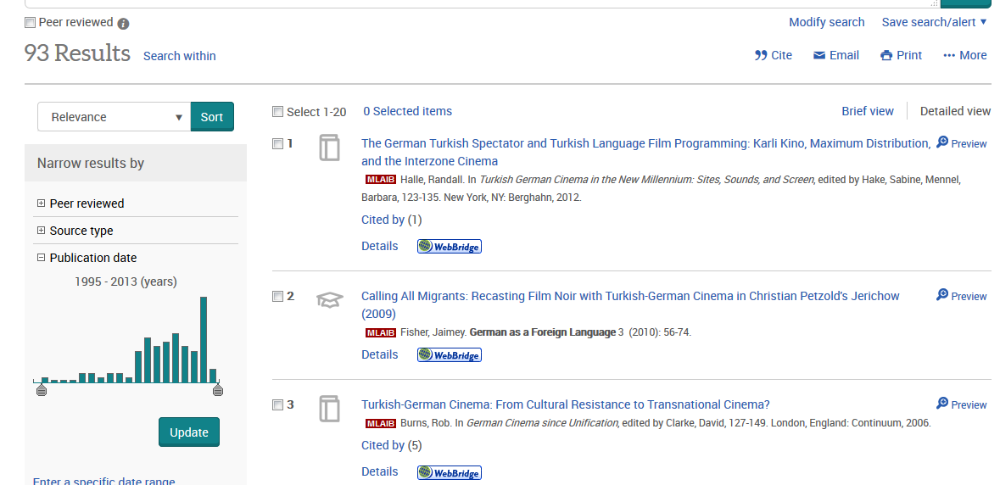 Peer reviewed i
Modify search Save search/alert ▼
93 Results Search within
Cite Email Print ••• More
Relevance ▼ Sort
Select 1-20 0 Selected items Brief view Detailed view
Narrow results by
Peer reviewed
Source type
Publication date
1995 - 2013 (years)
Update
Enter a specific date range
1 The German Turkish Spectator and Turkish Language Film Programming: Karli Kino, Maximum Distribution, Preview
and the Interzone Cinema
MLAIB Halle, Randall. In Turkish German Cinema in the New Millennium: Sites, Sounds, and Screen, edited by Hake, Sabine, Mennel,
Barbara, 123-135. New York, NY: Berghahn, 2012.
Cited by (1)
Details WebBridge
2 Calling All Migrants: Recasting Film Noir with Turkish-German Cinema in Christian Petzold's Jerichow Preview
(2009)
MLAIB Fisher, Jaimey. German as a Foreign Language 3 (2010): 56-74.
Details WebBridge
3 Turkish-German Cinema: From Cultural Resistance to Transnational Cinema? Preview
MLAIB Burns, Rob. In German Cinema since Unification, edited by Clarke, David, 127-149. London, England: Continuum, 2006.
Cited by (5)
Details WebBridge